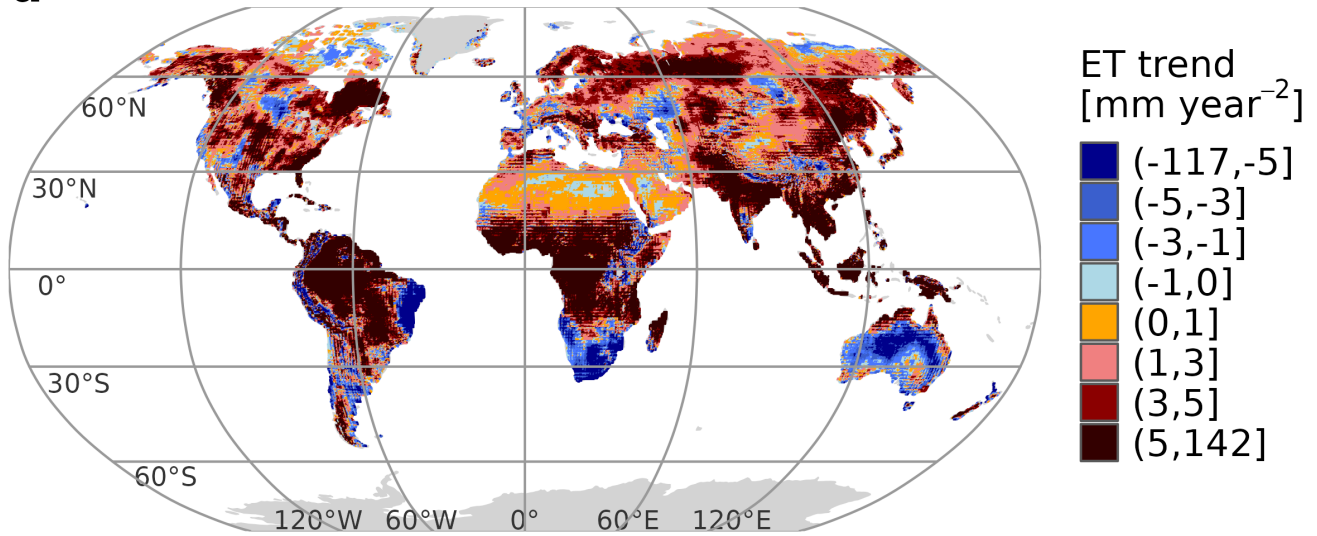 ET trend
[mm year⁻²]
(-117,-5]
(-5,-3]
(-3,-1]
(-1,0]
(0,1]
(1,3]
(3,5]
(5,142]
60°N
30°N
0°
30°S
60°S
120°W 60°W 0° 60°E 120°E